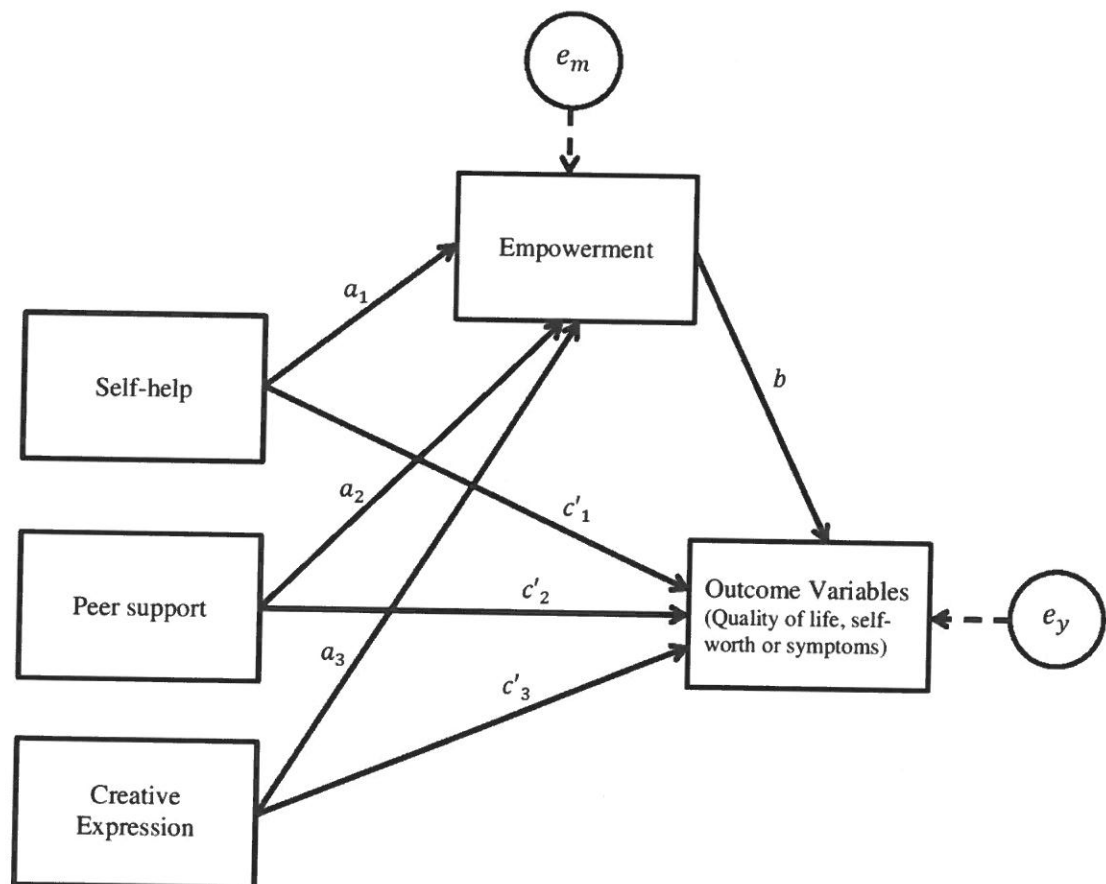 e_m
Empowerment
a_1
Self-help
b
a_2
c'_1
Peer support
c'_2
Outcome Variables
(Quality of life, self-
worth or symptoms)
e_y
a_3
c'_3
Creative
Expression